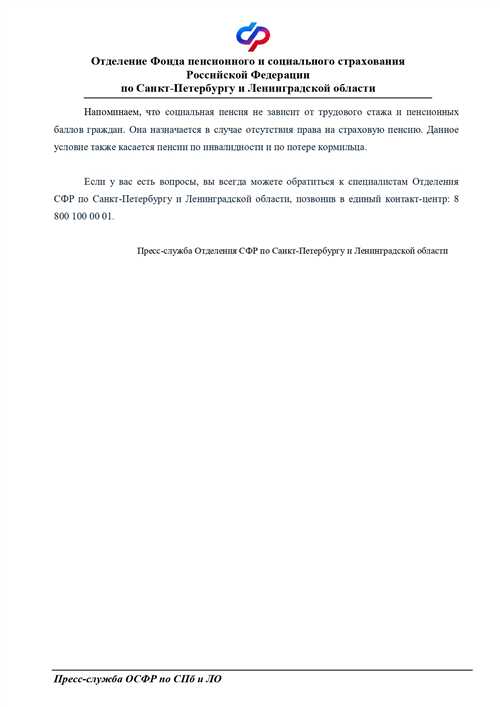 Отделение Фонда пенсионного и социального страхования
Российской Федерации
по Санкт-Петербургу и Ленинградской области
Напоминаем, что социальная пенсия не зависит от трудового стажа и пенсионных
баллов граждан. Она назначается в случае отсутствия права на страховую пенсию. Данное
условие также касается пенсии по инвалидности и по потере кормильца.
Если у вас есть вопросы, вы всегда можете обратиться к специалистам Отделения
СФР по Санкт-Петербургу и Ленинградской области, позвонив в единый контакт-центр: 8
800 100 00 01.
Пресс-служба Отделения СФР по Санкт-Петербургу и Ленинградской области
Пресс-служба ОСФР по СПб и ЛО